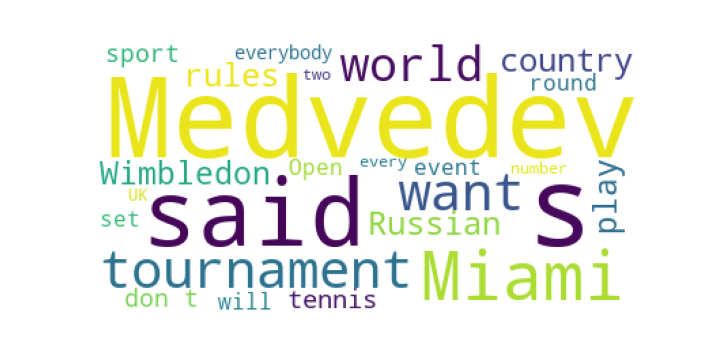 sport everybody world country
rules two round
Medvedev
Wimbledon Open every event number
UK said want s play
set Russian
tournament Miami
don t will tennis